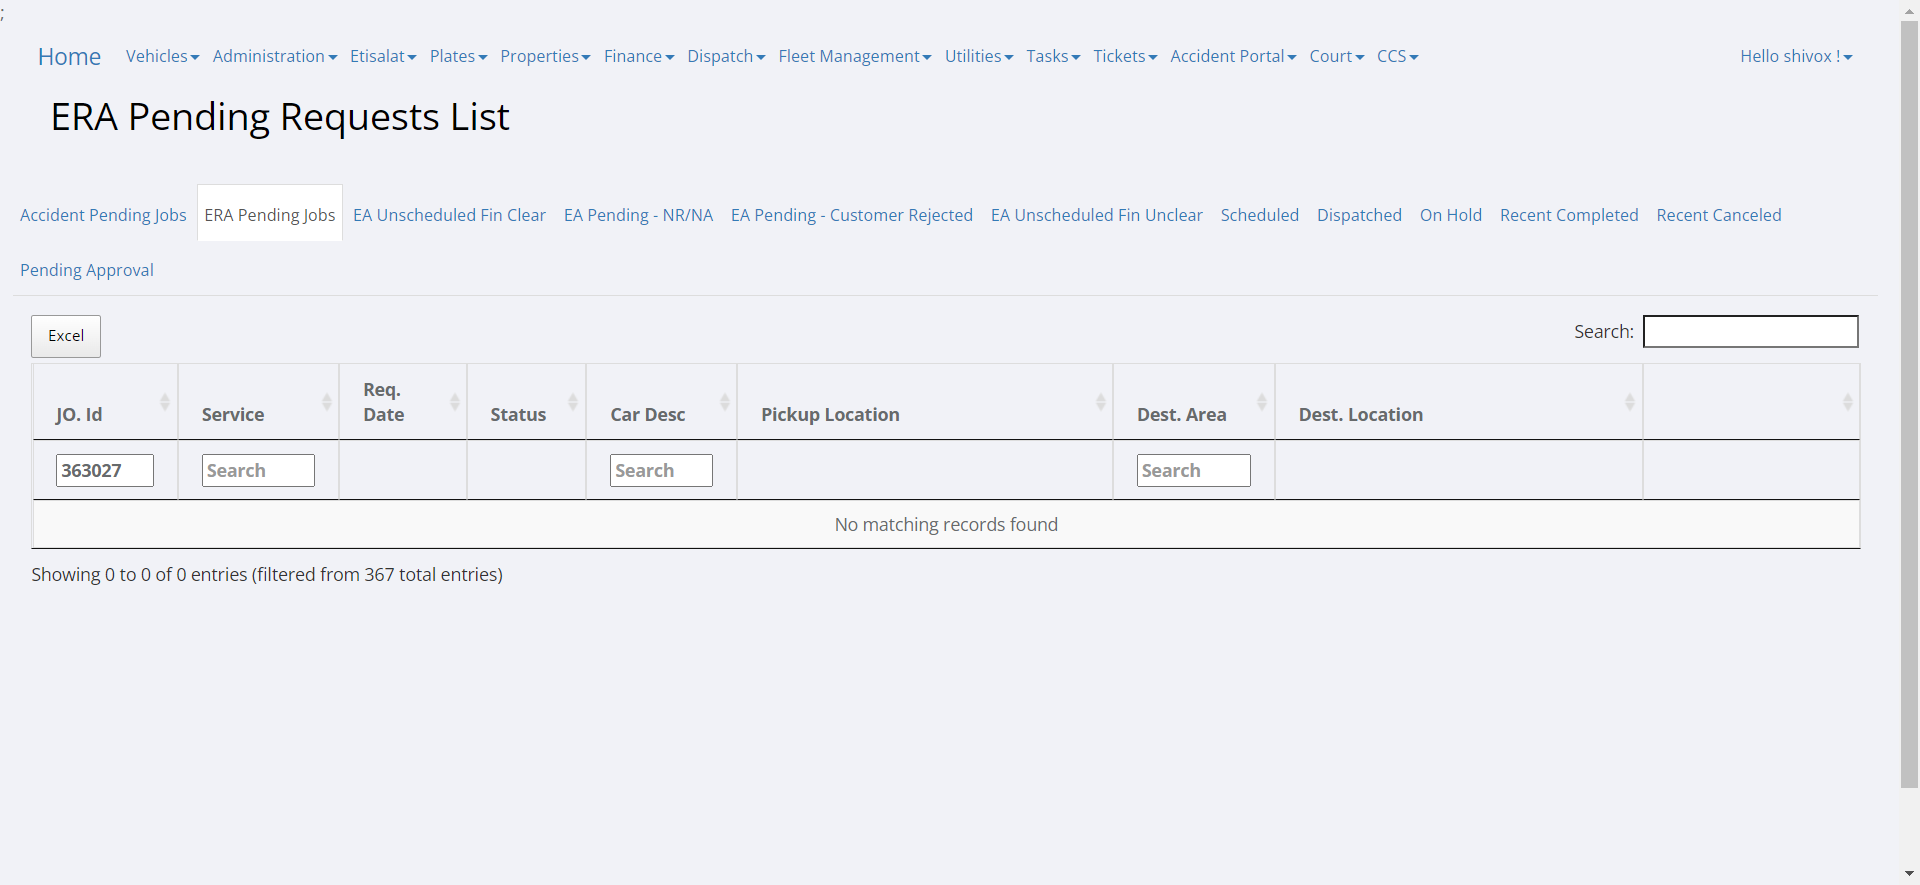 ;
Home Vehicles Administration Etisalat Plates Properties Finance Dispatch Fleet Management Utilities Tasks Tickets Accident Portal Court CCS Hello shivox !
ERA Pending Requests List
Accident Pending Jobs ERA Pending Jobs EA Unscheduled Fin Clear EA Pending - NR/NA EA Pending - Customer Rejected EA Unscheduled Fin Unclear Scheduled Dispatched On Hold Recent Completed Recent Canceled
Pending Approval
Excel Search:
JO. Id Service Req. Date Status Car Desc Pickup Location Dest. Area Dest. Location
363027 Search Search Search
No matching records found
Showing 0 to 0 of 0 entries (filtered from 367 total entries)